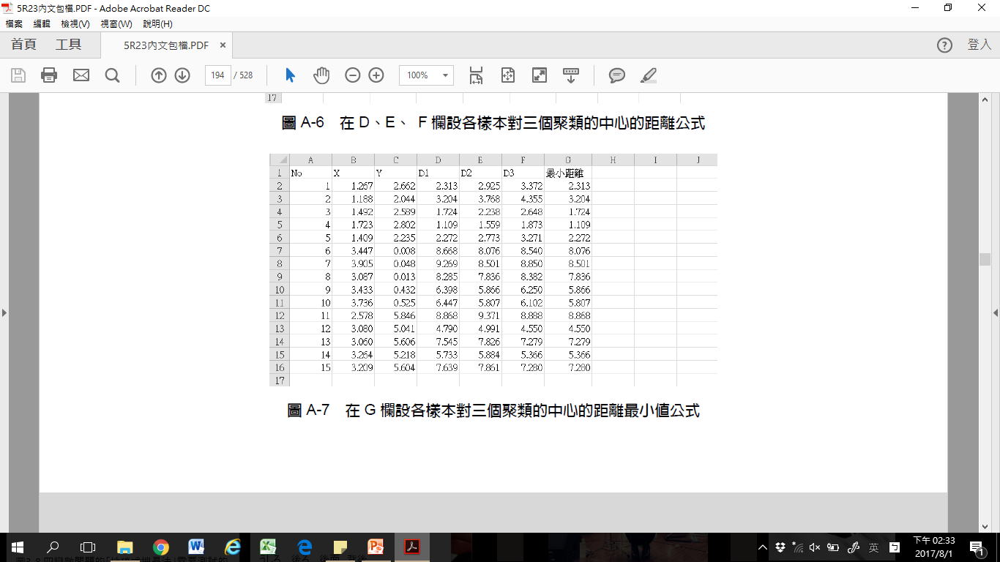 5R23內文包檔.PDF - Adobe Acrobat Reader DC
檔案 編輯 檢視(V) 視窗(W) 說明(H)
首頁 工具 5R23內文包檔.PDF × ? 登入
194 / 528 100%
17
圖 A-6 在 D、E、 F 欄設各樣本對三個聚類的中心的距離公式
A B C D E F G H I J
1 No X Y D1 D2 D3 最小距離
2 1 1.267 2.662 2.313 2.925 3.372 2.313
3 2 1.188 2.044 3.204 3.768 4.355 3.204
4 3 1.492 2.589 1.724 2.238 2.648 1.724
5 4 1.723 2.802 1.109 1.559 1.873 1.109
6 5 1.409 2.235 2.272 2.773 3.271 2.272
7 6 3.447 0.008 8.668 8.076 8.540 8.076
8 7 3.905 0.048 9.269 8.501 8.850 8.501
9 8 3.087 0.013 8.285 7.836 8.382 7.836
10 9 3.433 0.432 6.398 5.866 6.250 5.866
11 10 3.736 0.525 6.447 5.807 6.102 5.807
12 11 2.578 5.846 8.868 9.371 8.888 8.868
13 12 3.080 5.041 4.790 4.991 4.550 4.550
14 13 3.060 5.606 7.545 7.826 7.279 7.279
15 14 3.264 5.218 5.733 5.884 5.366 5.366
16 15 3.209 5.604 7.639 7.861 7.280 7.280
17
圖 A-7 在 G 欄設各樣本對三個聚類的中心的距離最小值公式
英 下午 02:33
2017/8/1 1